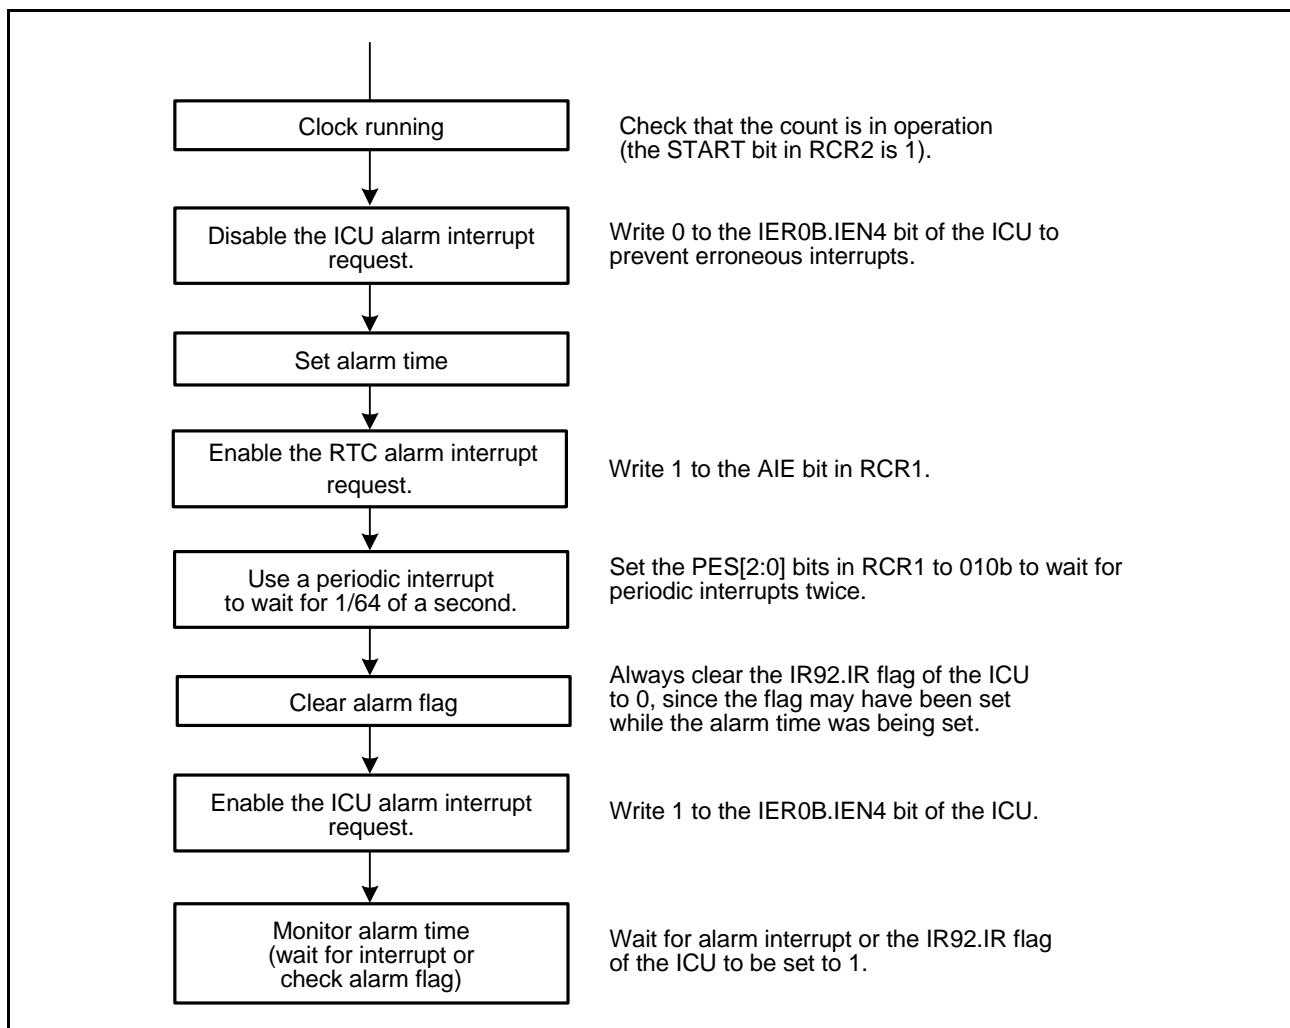 Clock running
Check that the count is in operation
(the START bit in RCR2 is 1).
Disable the ICU alarm interrupt
request.
Write 0 to the IER0B.IEN4 bit of the ICU to
prevent erroneous interrupts.
Set alarm time
Enable the RTC alarm interrupt
request.
Write 1 to the AIE bit in RCR1.
Use a periodic interrupt
to wait for 1/64 of a second.
Set the PES[2:0] bits in RCR1 to 010b to wait for
periodic interrupts twice.
Clear alarm flag
Always clear the IR92.IR flag of the ICU
to 0, since the flag may have been set
while the alarm time was being set.
Enable the ICU alarm interrupt
request.
Write 1 to the IER0B.IEN4 bit of the ICU.
Monitor alarm time
(wait for interrupt or
check alarm flag)
Wait for alarm interrupt or the IR92.IR flag
of the ICU to be set to 1.